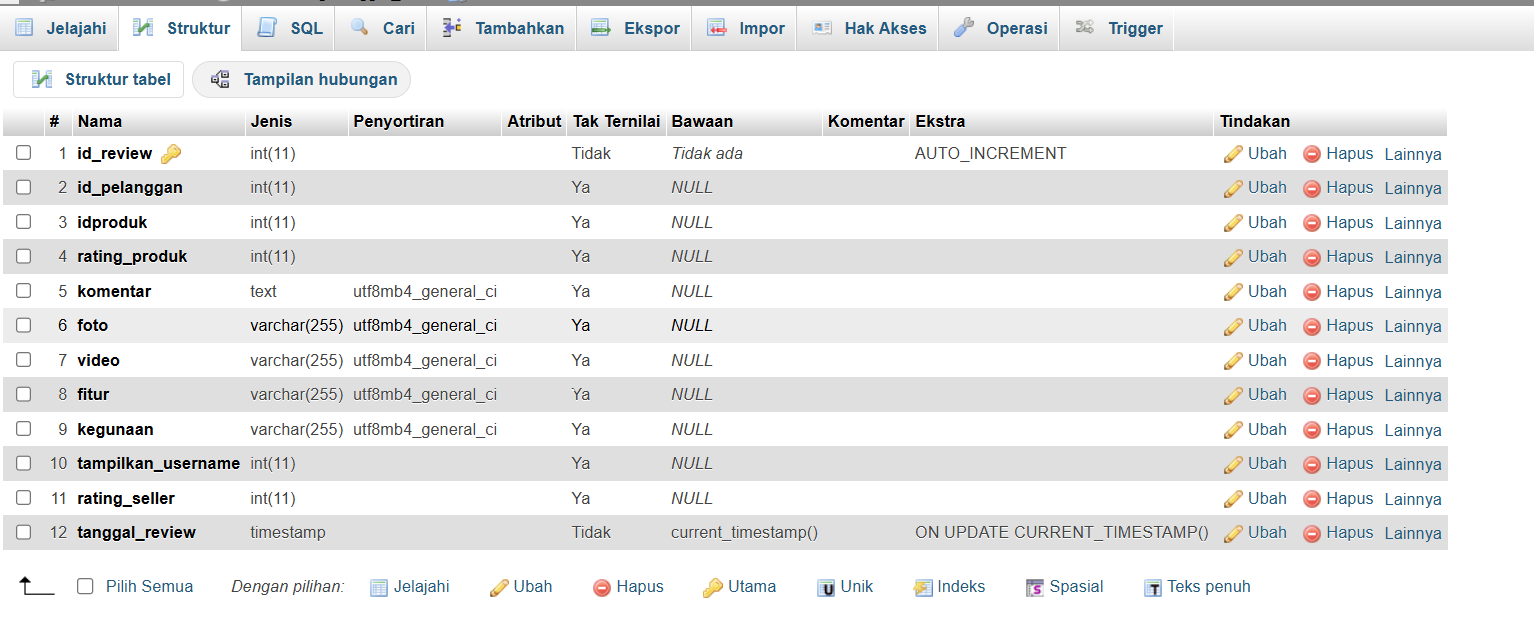 Jelajahi Struktur SQL Cari Tambahkan Ekspor Impor Hak Akses Operasi Trigger
Struktur tabel Tampilan hubungan
# Nama Jenis Penyortiran Atribut Tak Ternilai Bawaan Komentar Ekstra Tindakan
1 id_review int(11) Tidak Tidak ada AUTO_INCREMENT Ubah Hapus Lainnya
2 id_pelanggan int(11) Ya NULL Ubah Hapus Lainnya
3 idproduk int(11) Ya NULL Ubah Hapus Lainnya
4 rating_produk int(11) Ya NULL Ubah Hapus Lainnya
5 komentar text utf8mb4_general_ci Ya NULL Ubah Hapus Lainnya
6 foto varchar(255) utf8mb4_general_ci Ya NULL Ubah Hapus Lainnya
7 video varchar(255) utf8mb4_general_ci Ya NULL Ubah Hapus Lainnya
8 fitur varchar(255) utf8mb4_general_ci Ya NULL Ubah Hapus Lainnya
9 kegunaan varchar(255) utf8mb4_general_ci Ya NULL Ubah Hapus Lainnya
10 tampilkan_username int(11) Ya NULL Ubah Hapus Lainnya
11 rating_seller int(11) Ya NULL Ubah Hapus Lainnya
12 tanggal_review timestamp Tidak current_timestamp() ON UPDATE CURRENT_TIMESTAMP() Ubah Hapus Lainnya
Pilih Semua Dengan pilihan: Jelajahi Ubah Hapus Utama Unik Indeks Spasial Teks penuh